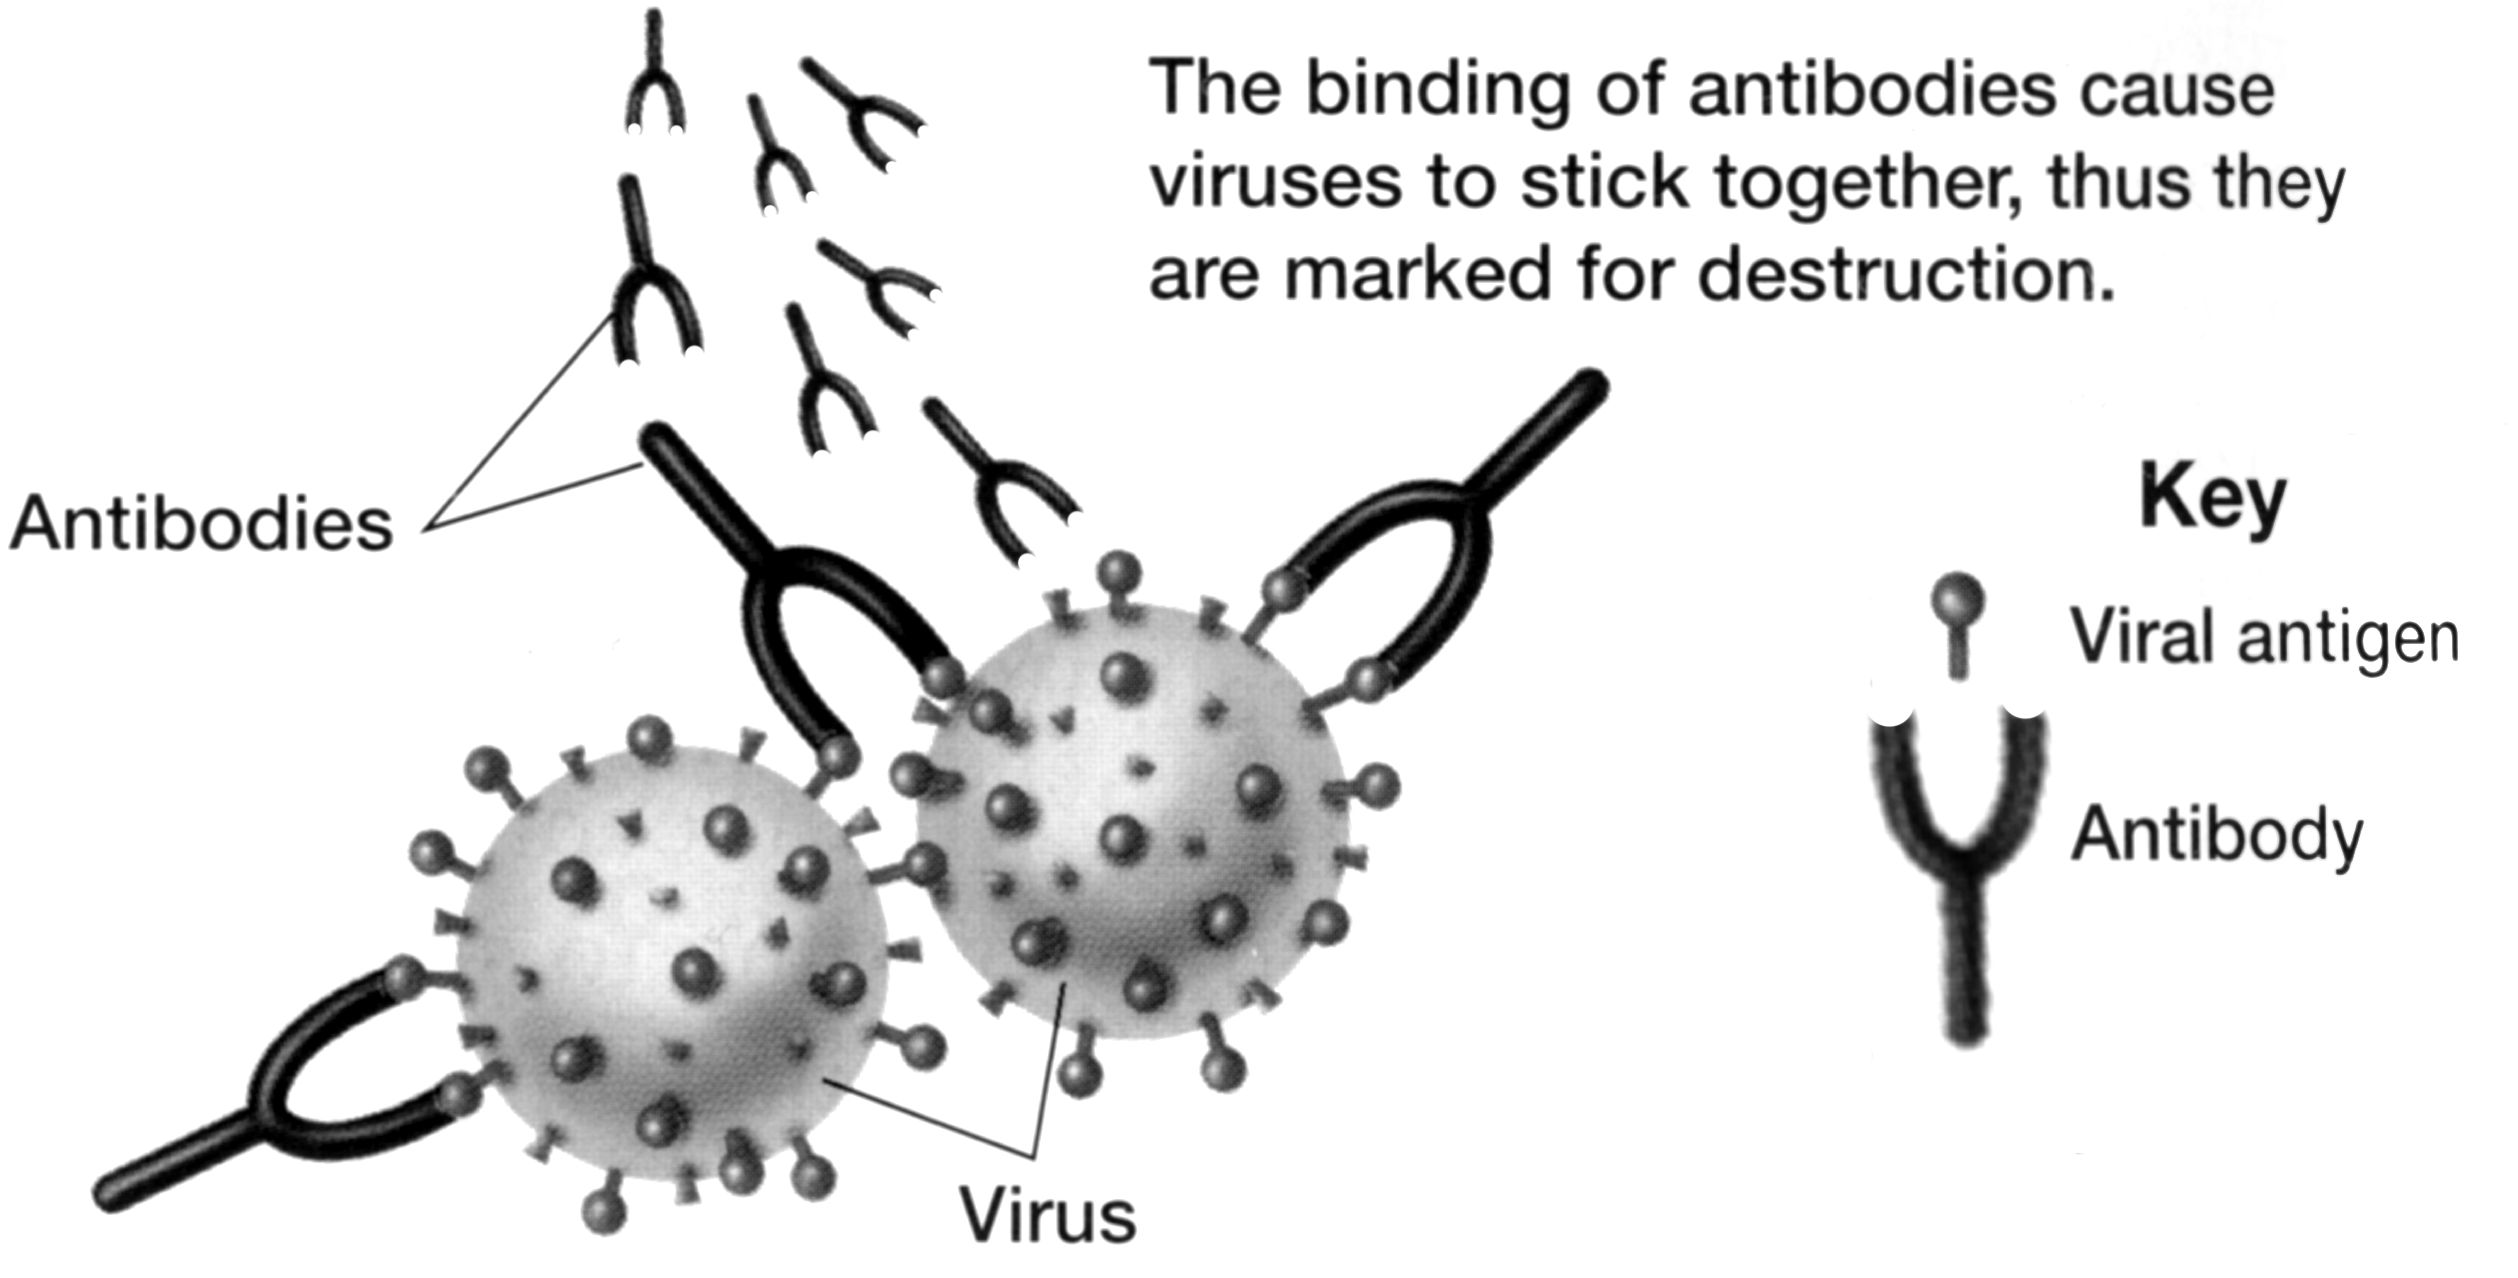 The binding of antibodies cause
viruses to stick together, thus they
are marked for destruction.
Antibodies
Key
Viral antigen
Antibody
Virus